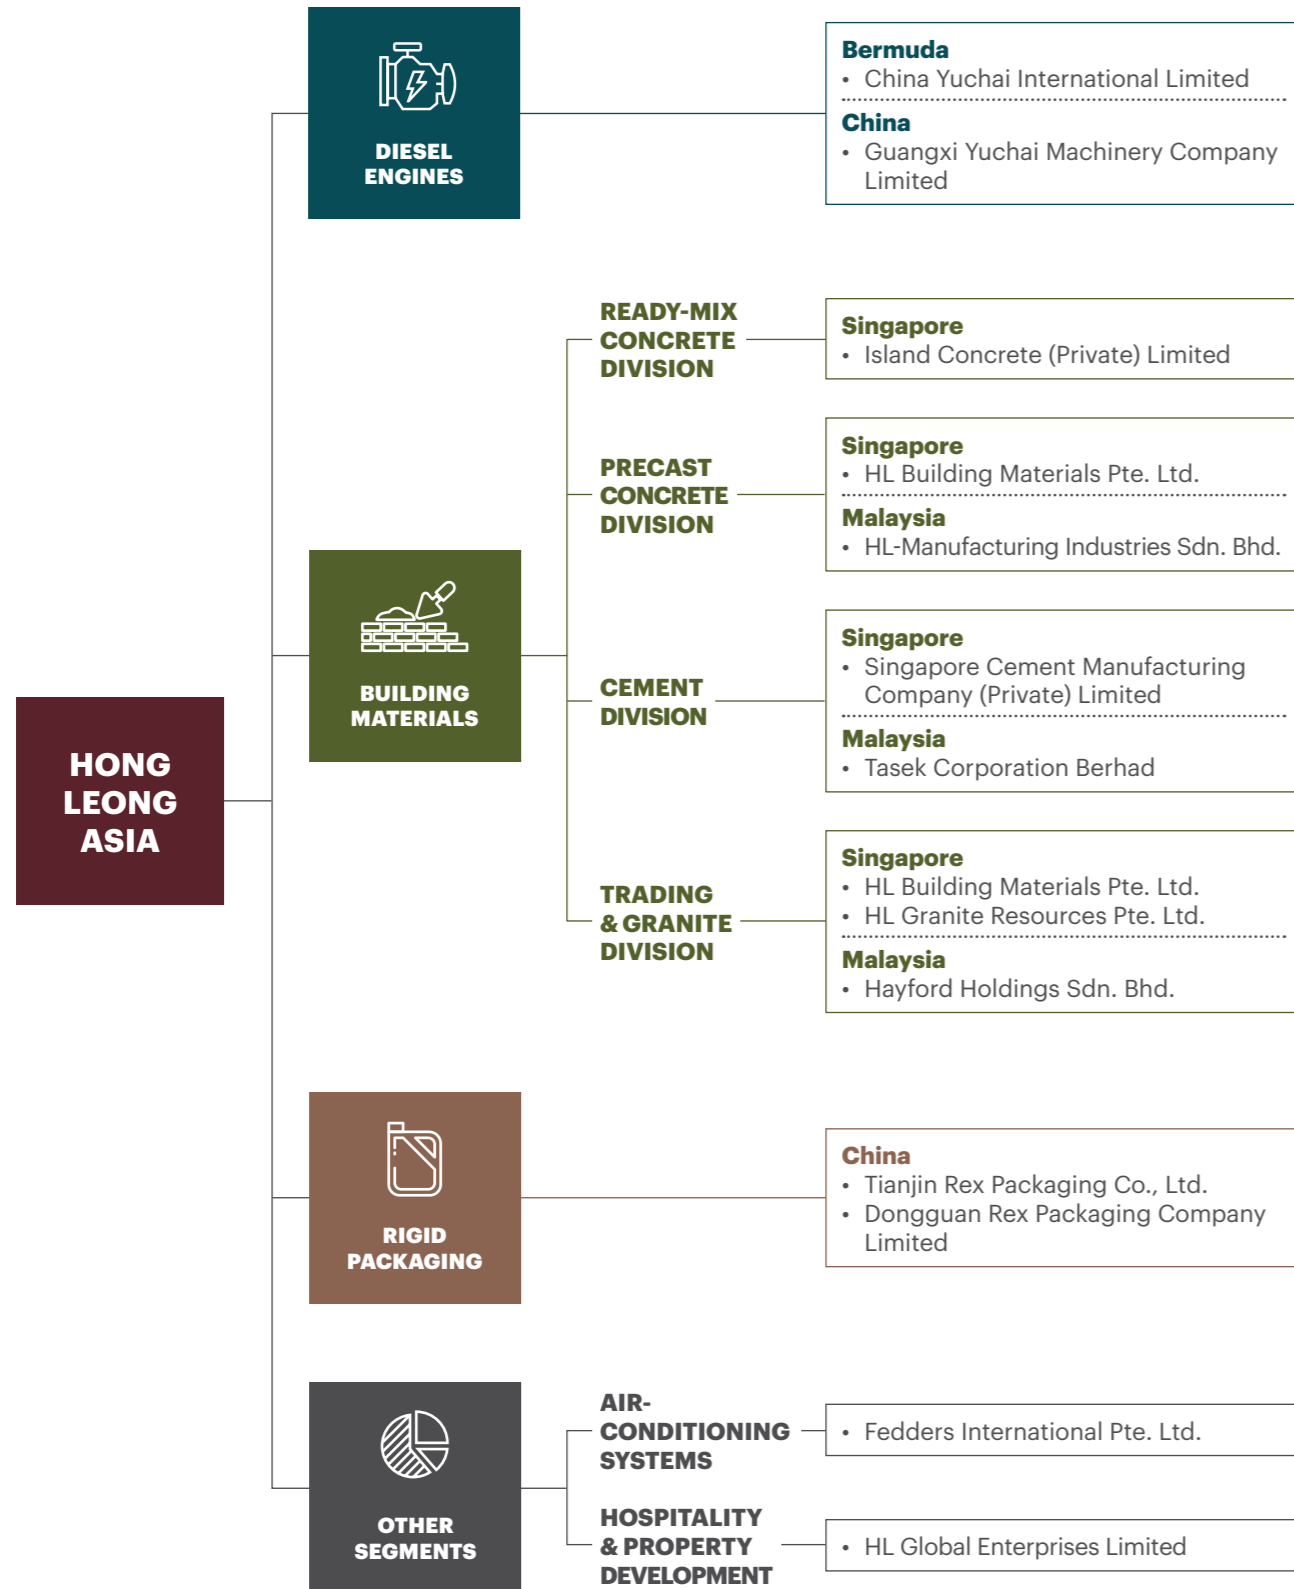 HONG
LEONG
ASIA
DIESEL
ENGINES
Bermuda
• China Yuchai International Limited
China
• Guangxi Yuchai Machinery Company
Limited
BUILDING
MATERIALS
READY-MIX
CONCRETE
DIVISION
Singapore
• Island Concrete (Private) Limited
PRECAST
CONCRETE
DIVISION
Singapore
• HL Building Materials Pte. Ltd.
Malaysia
• HL-Manufacturing Industries Sdn. Bhd.
CEMENT
DIVISION
Singapore
• Singapore Cement Manufacturing
Company (Private) Limited
Malaysia
• Tasek Corporation Berhad
TRADING
& GRANITE
DIVISION
Singapore
• HL Building Materials Pte. Ltd.
• HL Granite Resources Pte. Ltd.
Malaysia
• Hayford Holdings Sdn. Bhd.
RIGID
PACKAGING
China
• Tianjin Rex Packaging Co., Ltd.
• Dongguan Rex Packaging Company
Limited
OTHER
SEGMENTS
AIR-
CONDITIONING
SYSTEMS
• Fedders International Pte. Ltd.
HOSPITALITY
& PROPERTY
DEVELOPMENT
• HL Global Enterprises Limited